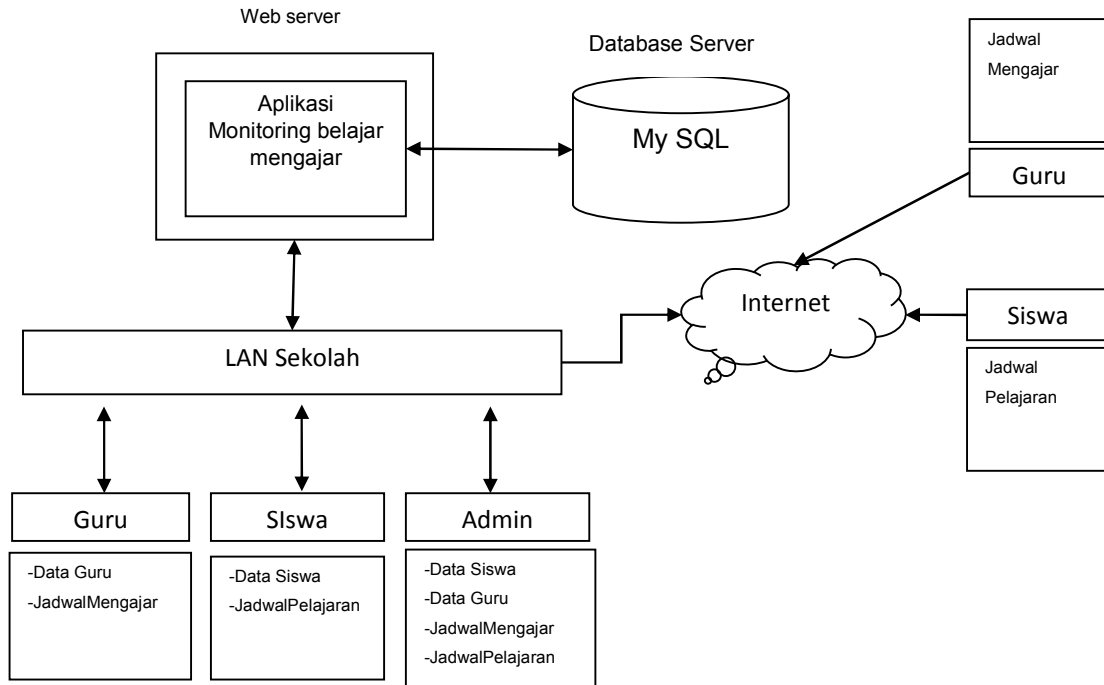 Web server
Aplikasi
Monitoring belajar
mengajar
Database Server
My SQL
Jadwal
Mengajar
Guru
Internet
Siswa
Jadwal
Pelajaran
LAN Sekolah
Guru
-Data Guru
-JadwalMengajar
SIswa
-Data Siswa
-JadwalPelajaran
Admin
-Data Siswa
-Data Guru
-JadwalMengajar
-JadwalPelajaran